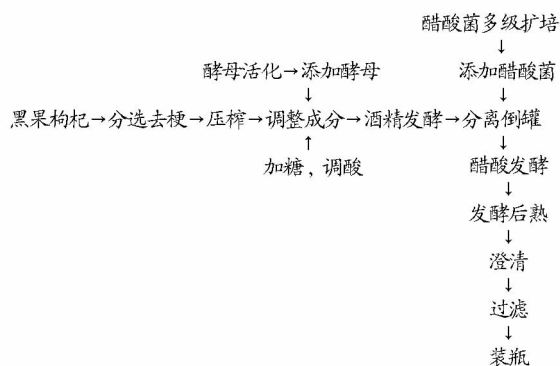 醋酸菌多级扩培
↓
酵母活化→添加酵母 添加醋酸菌
↓ ↓
黑果枸杞→分选去梗→压榨→调整成分→酒精发酵→分离倒罐
↑ ↓
加糖，调酸 醋酸发酵
↓
发酵后熟
↓
澄清
↓
过滤
↓
装瓶